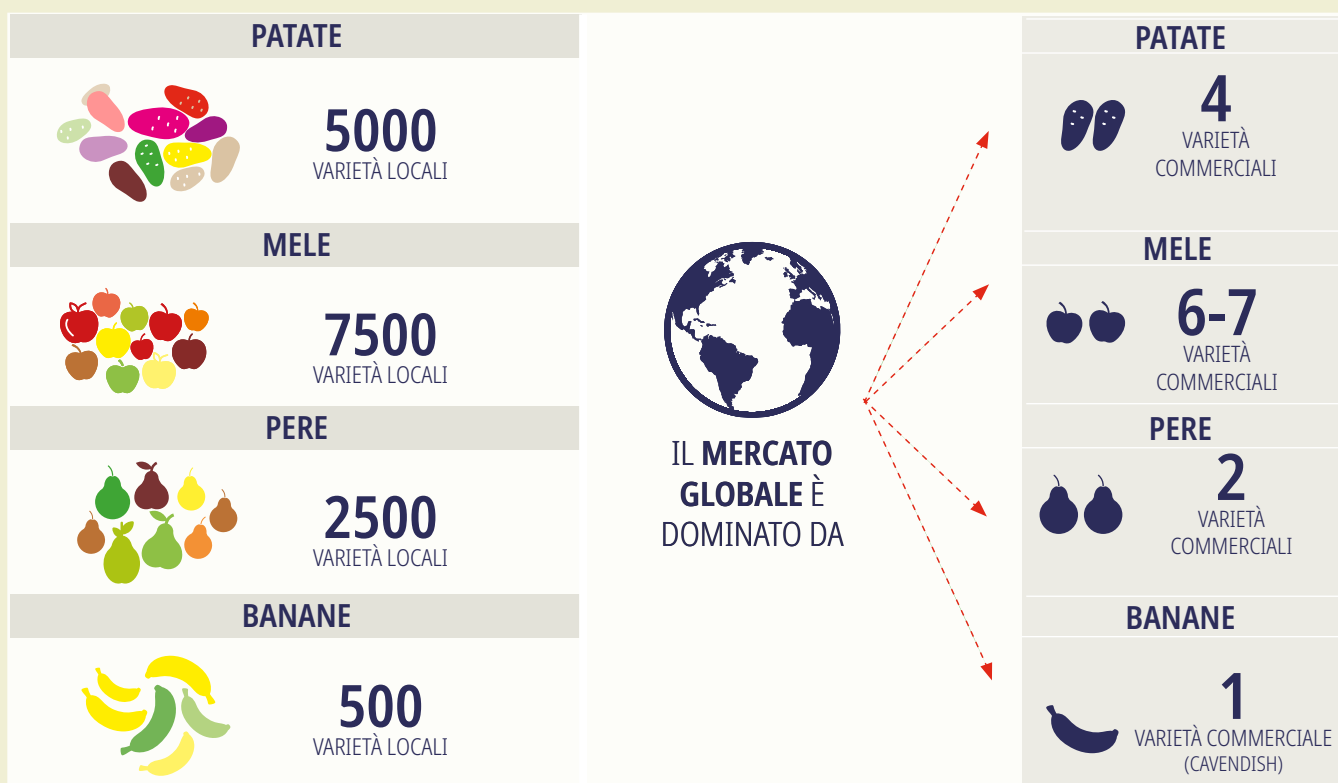 PATATE
5000
VARIETÀ LOCALI
MELE
7500
VARIETÀ LOCALI
PERE
2500
VARIETÀ LOCALI
BANANE
500
VARIETÀ LOCALI
IL MERCATO
GLOBALE È
DOMINATO DA
PATATE
4
VARIETÀ
COMMERCIALI
MELE
6-7
VARIETÀ
COMMERCIALI
PERE
2
VARIETÀ
COMMERCIALI
BANANE
1
VARIETÀ COMMERCIALE
(CAVENDISH)